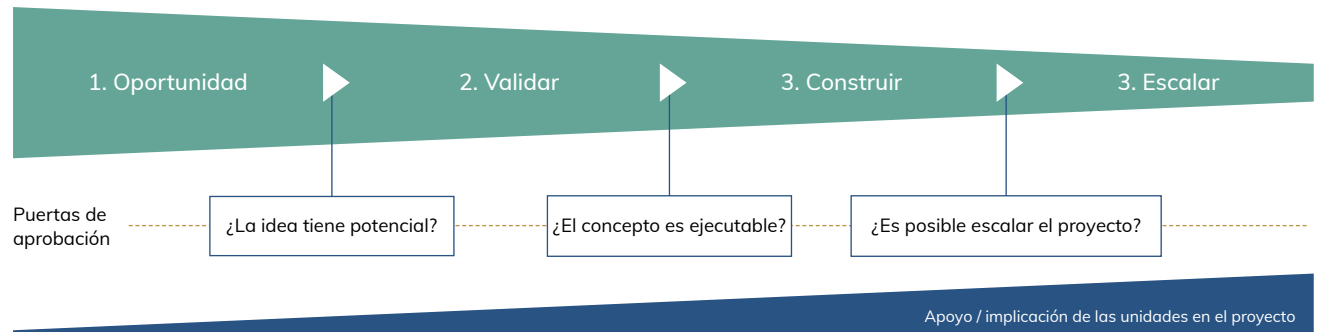 1. Oportunidad
2. Validar
3. Construir
3. Escalar
Puertas de
aprobación
¿La idea tiene potencial?
¿El concepto es ejecutable?
¿Es posible escalar el proyecto?
Apoyo / implicación de las unidades en el proyecto